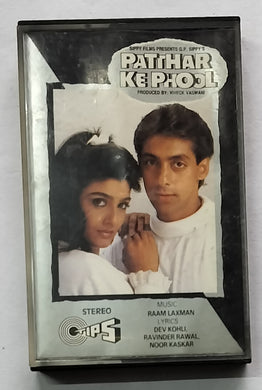 SIPPY FILMS PRESENTS G.P. SIPPY'S
PATTHAR
KE PHOOL
PRODUCED BY: VIVEK VASWANI
STEREO
TIPS
MUSIC
RAAM LAXMAN
LYRICS
DEV KOHLI,
RAVINDER RAWAL,
NOOR KASKAR